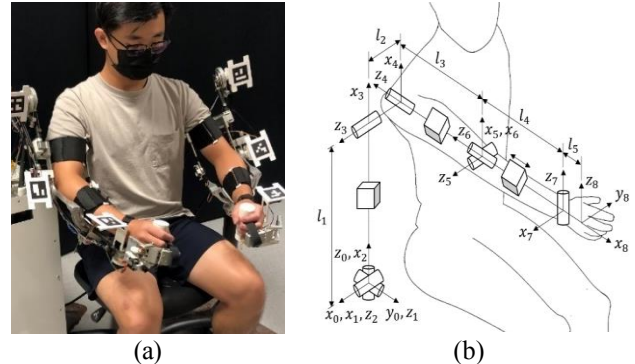 l₂
l₃
x₄
z₄
x₃
l₄
z₃
z₆
x₅, x₆
l₅
z₇
z₈
z₅
y₈
l₁
x₇
x₈
z₀, x₂
x₀, x₁, z₂
y₀, z₁
(a)
(b)